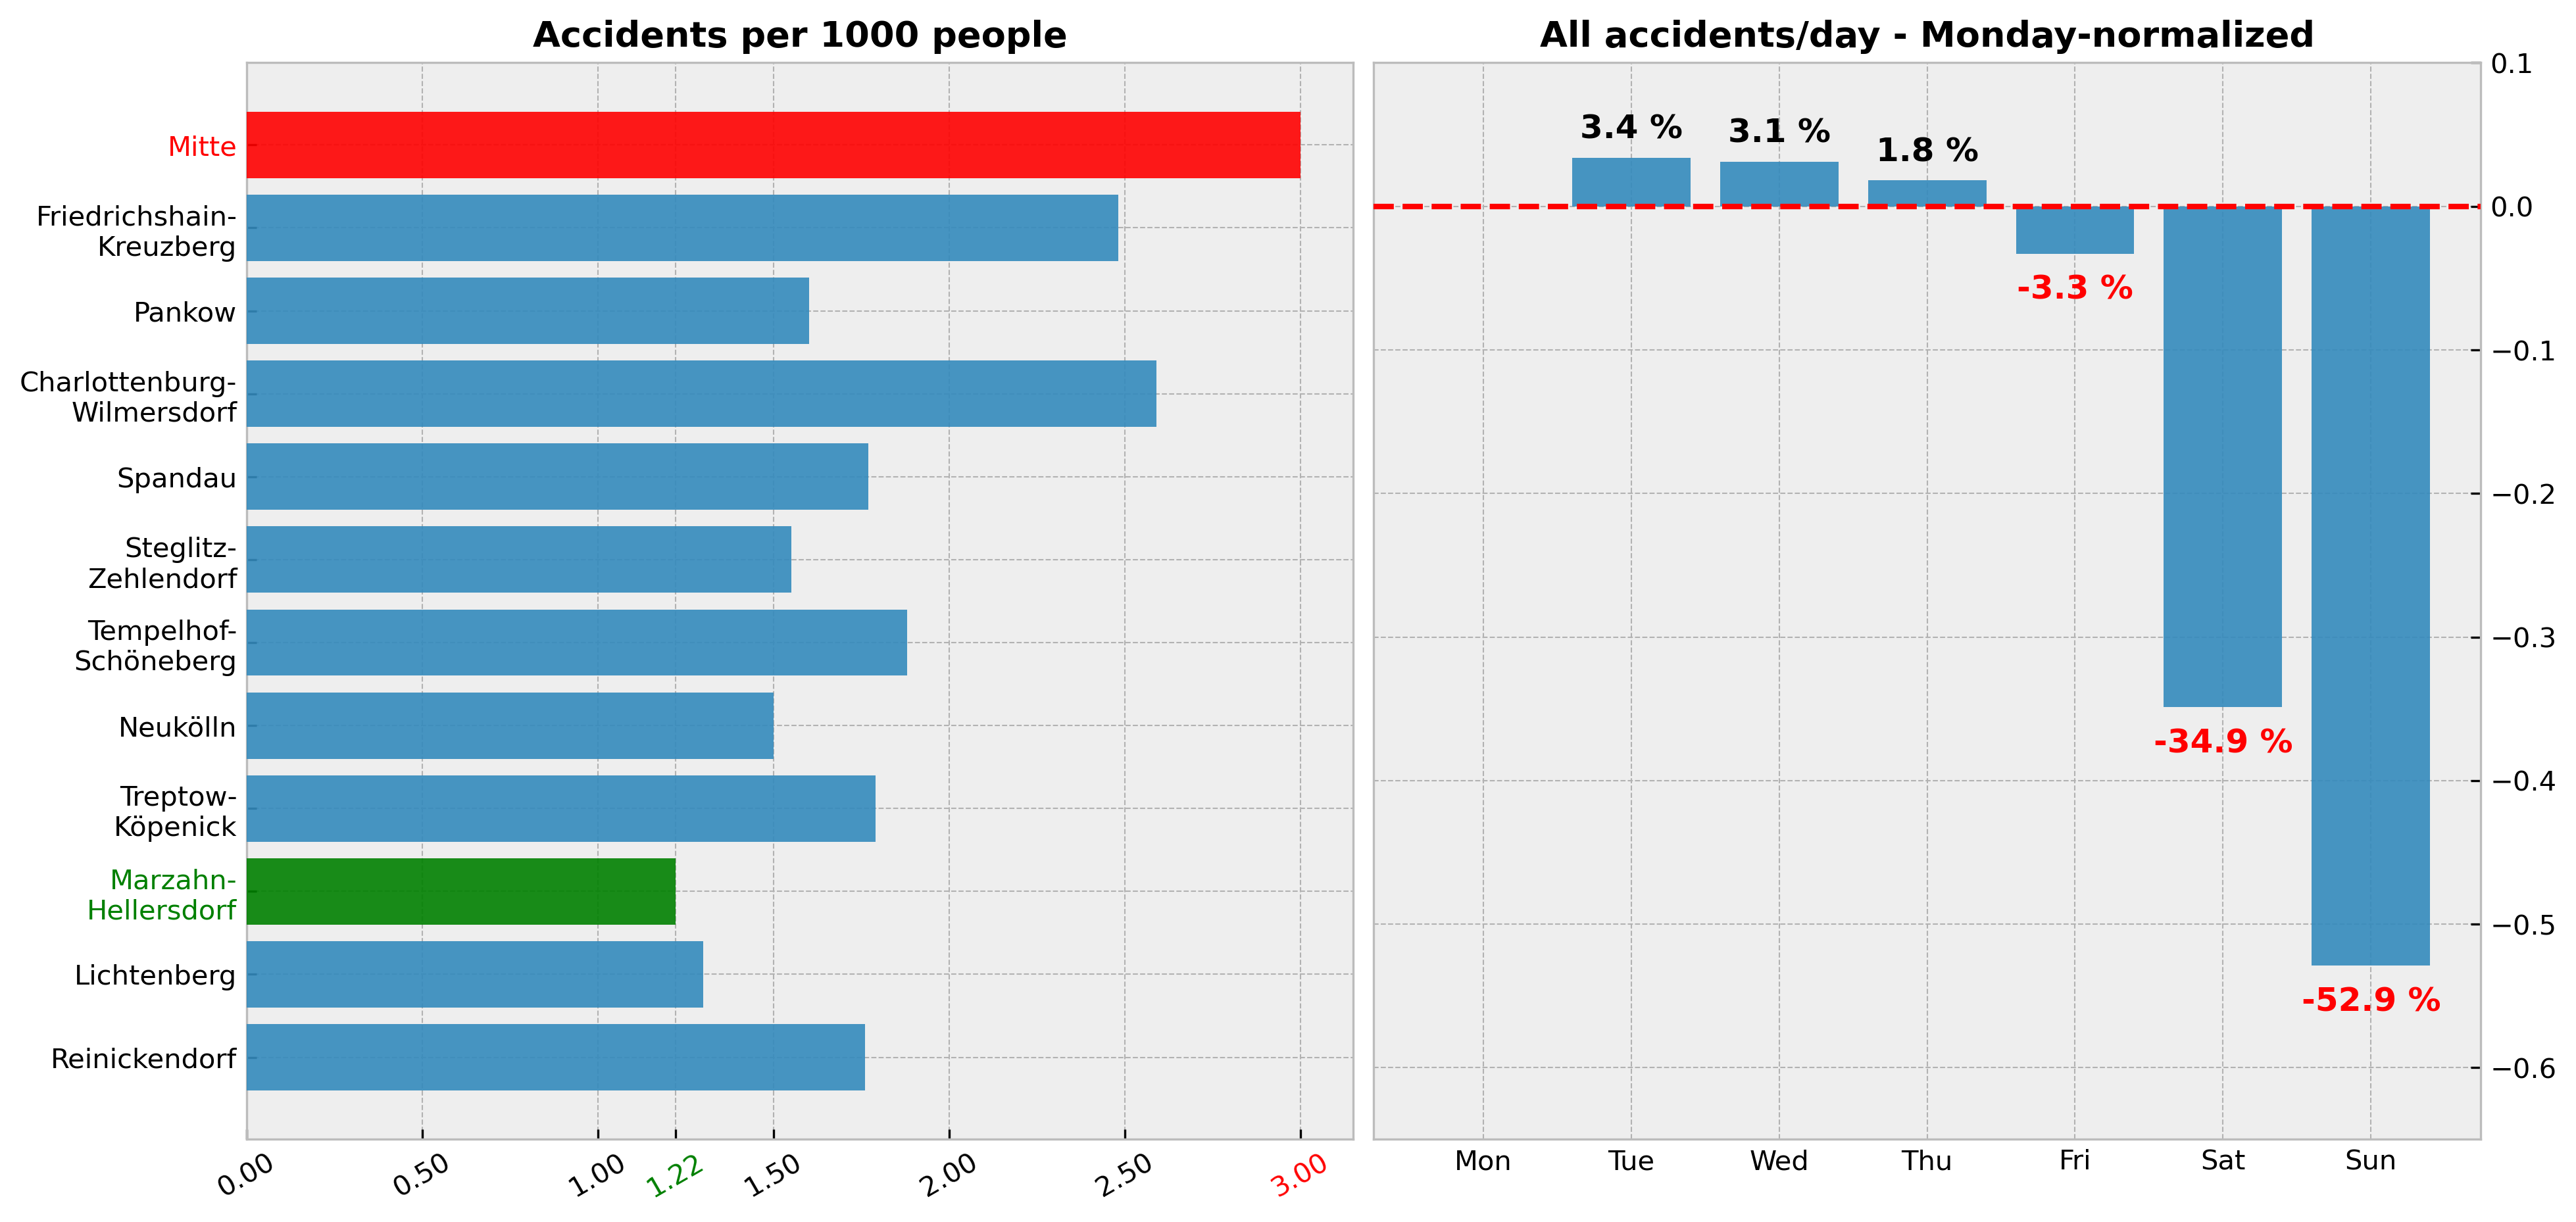 Accidents per 1000 people
Mitte
Friedrichshain-
Kreuzberg
Pankow
Charlottenburg-
Wilmersdorf
Spandau
Steglitz-
Zehlendorf
Tempelhof-
Schöneberg
Neukölln
Treptow-
Köpenick
Marzahn-
Hellersdorf
Lichtenberg
Reinickendorf
0.00 0.50 1.00 1.22 1.50 2.00 2.50 3.00
All accidents/day - Monday-normalized
3.4 % 3.1 % 1.8 %
-3.3 %
-34.9 %
-52.9 %
0.1
0.0
−0.1
−0.2
−0.3
−0.4
−0.5
−0.6
Mon Tue Wed Thu Fri Sat Sun